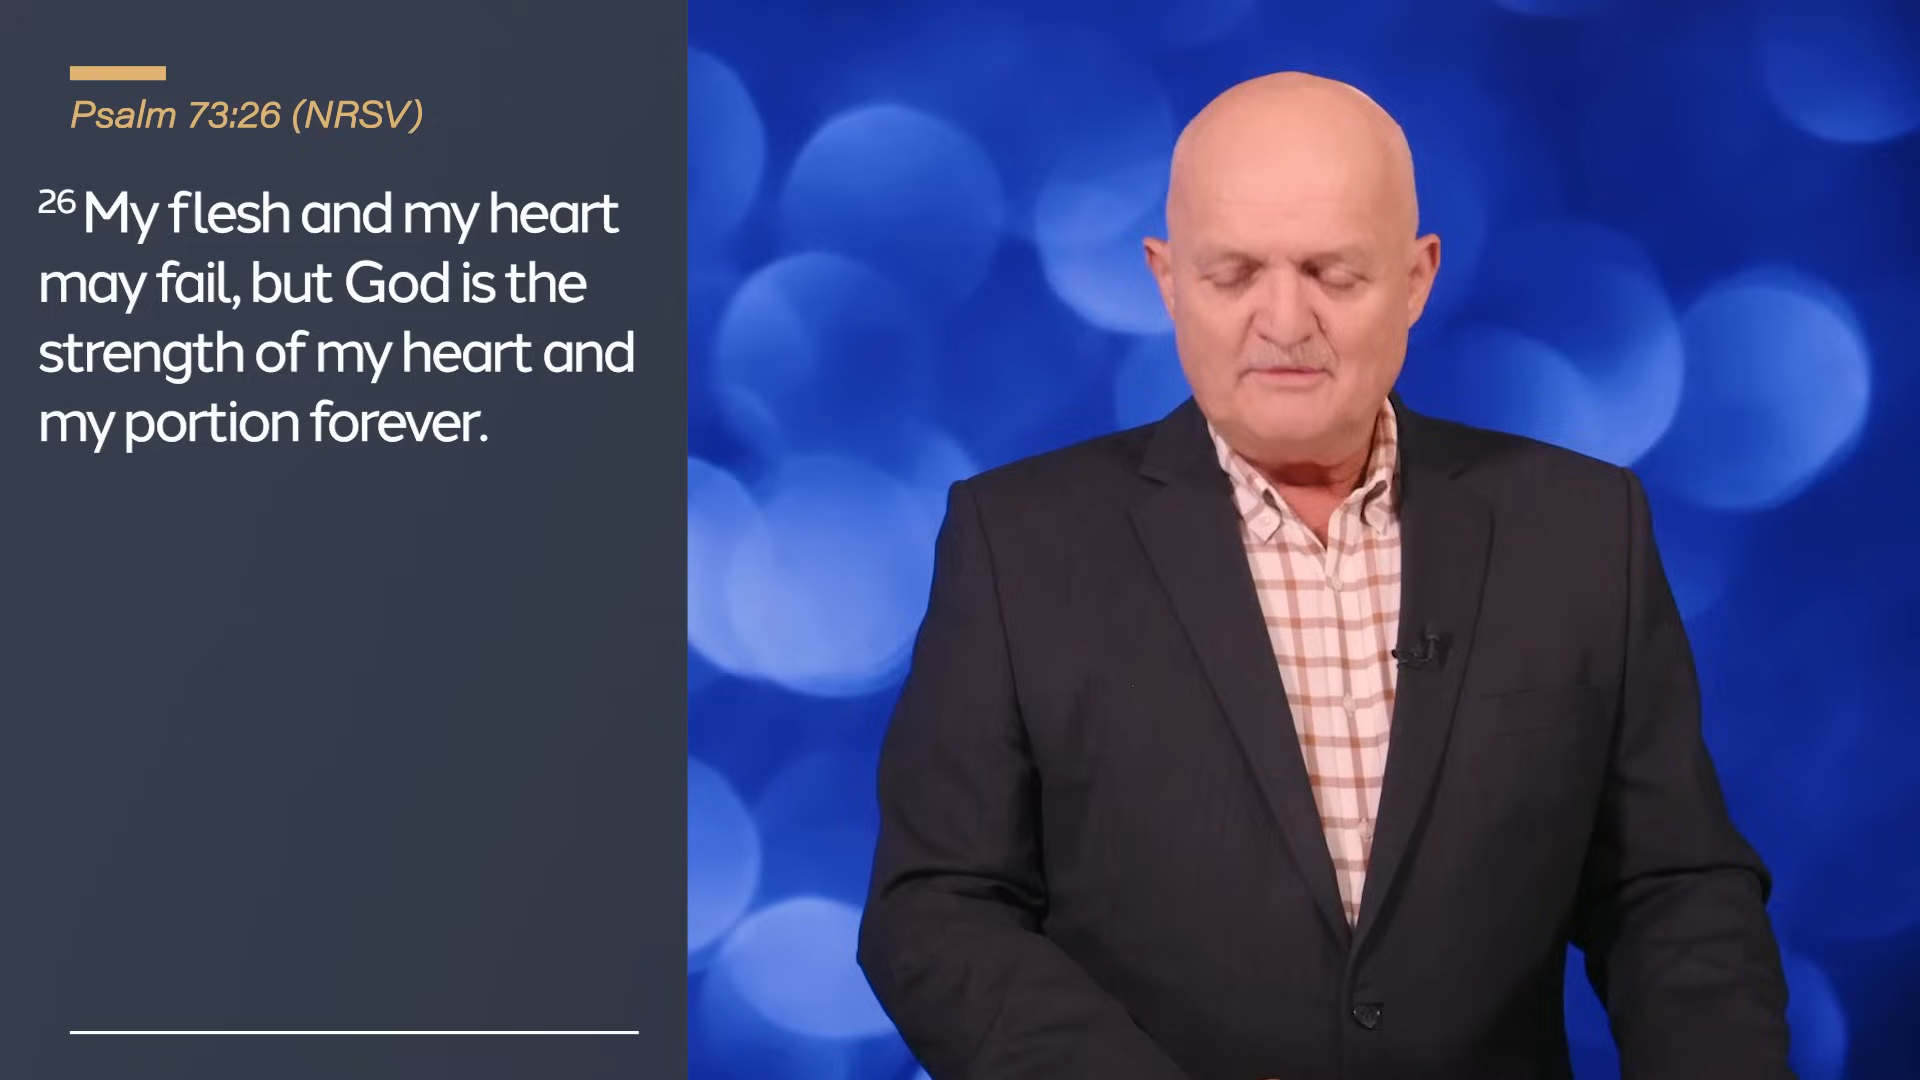 Psalm 73:26 (NRSV)
26 My flesh and my heart
may fail, but God is the
strength of my heart and
my portion forever.